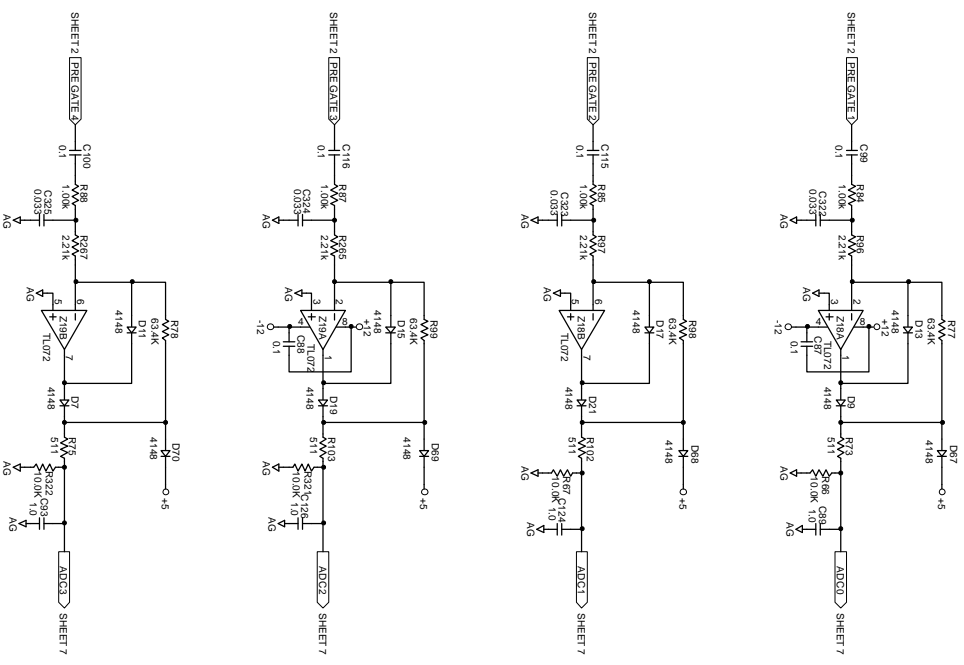 SHEET 2
PRE GATE 1
C99
0.1
R84
1.00k
C322
0.033
AG
R96
2.21k
R77
63.4K
D13
4148
2
3
AG
8
+12
4
-12
Z18A
TL072
1
C87
0.1
D9
4148
D67
4148
+5
R73
511
R66
10.0K
AG
C89
1.0
AG
ADC0
SHEET 7
SHEET 2
PRE GATE 2
C115
0.1
R85
1.00k
C323
0.033
AG
R97
2.21k
R98
63.4K
D17
4148
6
5
AG
Z18B
TL072
7
D21
4148
D68
4148
+5
R102
511
R67
10.0K
AG
C124
1.0
AG
ADC1
SHEET 7
SHEET 2
PRE GATE 3
C116
0.1
R87
1.00k
C324
0.033
AG
R265
2.21k
R99
63.4K
D15
4148
2
3
AG
8
+12
4
-12
Z19A
TL072
1
C88
0.1
D19
4148
D69
4148
+5
R103
511
R321
10.0K
AG
C126
1.0
AG
ADC2
SHEET 7
SHEET 2
PRE GATE 4
C100
0.1
R88
1.00k
C325
0.033
AG
R267
2.21k
R78
63.4K
D11
4148
6
5
AG
Z19B
TL072
7
D7
4148
D70
4148
+5
R75
511
R322
10.0K
AG
C93
1.0
AG
ADC3
SHEET 7